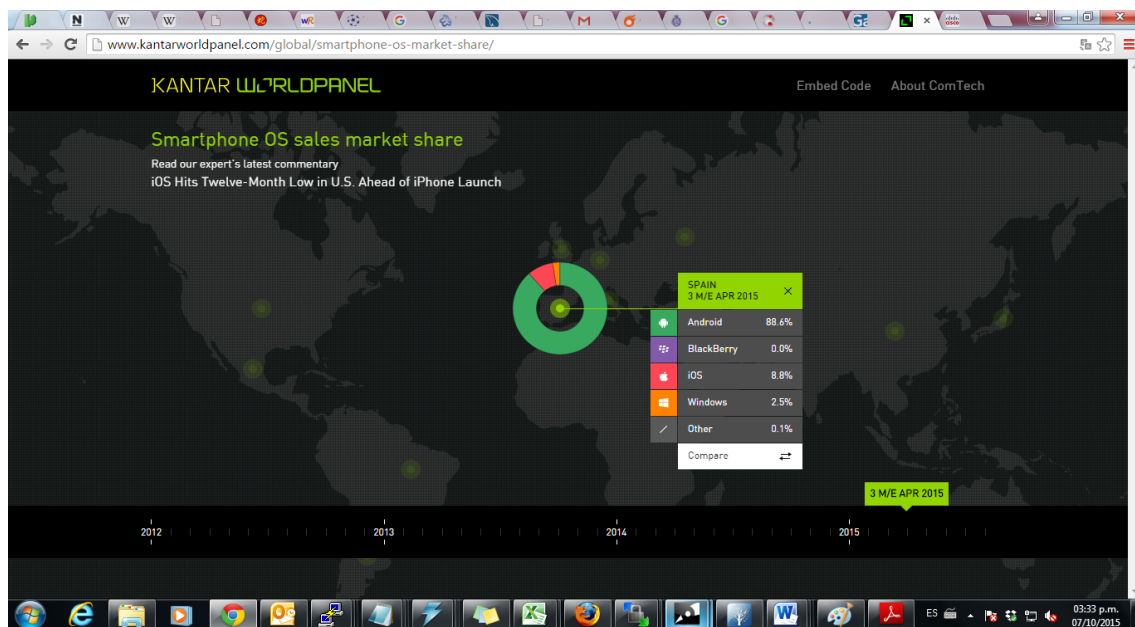 N W W wR G M G Ge cisco
www.kantarworldpanel.com/global/smartphone-os-market-share/
KANTAR WORLDPANEL
Embed Code About ComTech
Smartphone OS sales market share
Read our expert's latest commentary
iOS Hits Twelve-Month Low in U.S. Ahead of iPhone Launch
SPAIN
3 M/E APR 2015
Android 88.6%
BlackBerry 0.0%
iOS 8.8%
Windows 2.5%
Other 0.1%
Compare
3 M/E APR 2015
2012 2013 2014 2015
ES 03:33 p.m.
07/10/2015